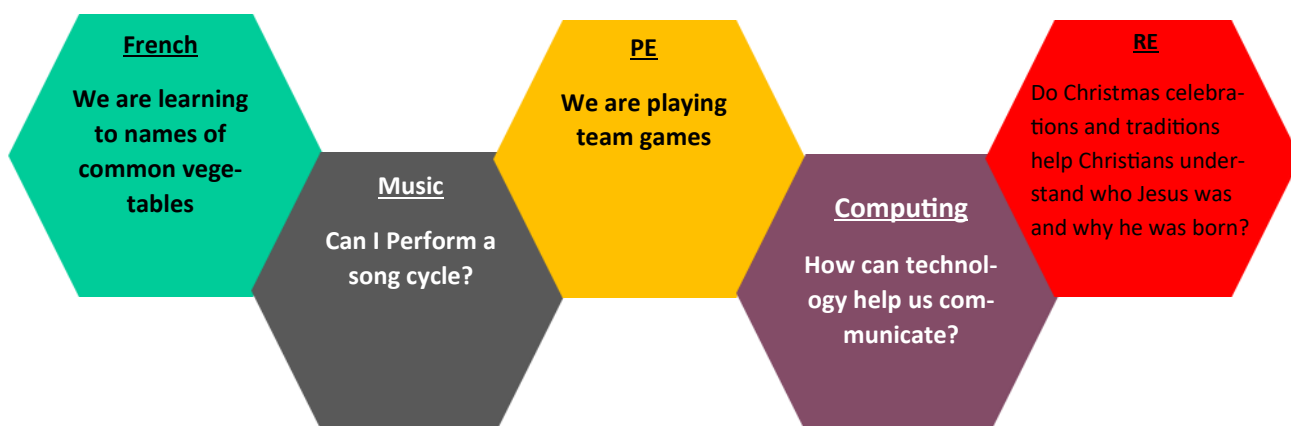 French
We are learning
to names of
common vege-
tables
Music
Can I Perform a
song cycle?
PE
We are playing
team games
Computing
How can technol-
ogy help us com-
municate?
RE
Do Christmas celebra-
tions and traditions
help Christians under-
stand who Jesus was
and why he was born?